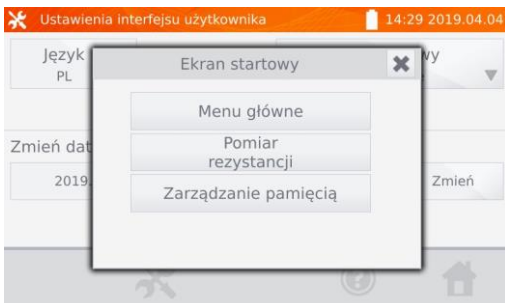 Ustawienia interfejsu użytkownika 14:29 2019.04.04
Język
PL
wy
Ekran startowy
Menu główne
Pomiar
rezystancji
Zarządzanie pamięcią
Zmień dat
2019.
Zmień